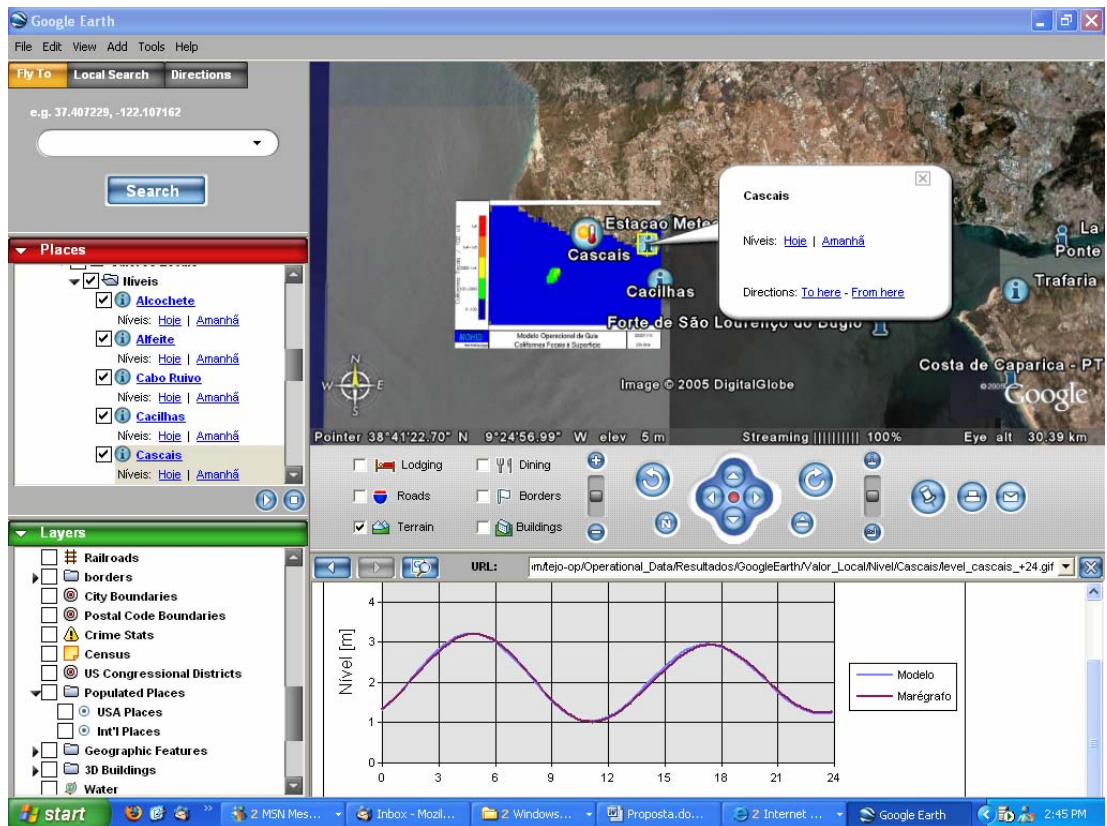 Google Earth
File Edit View Add Tools Help
Fly To Local Search Directions
e.g. 37.407229, -122.107162
Search
Places
Níveis
Alcochete
Níveis: Hoje | Amanhã
Alfeite
Níveis: Hoje | Amanhã
Cabo Ruivo
Níveis: Hoje | Amanhã
Cacilhas
Níveis: Hoje | Amanhã
Cascais
Níveis: Hoje | Amanhã
Layers
Railroads
borders
City Boundaries
Postal Code Boundaries
Crime Stats
Census
US Congressional Districts
Populated Places
USA Places
Int'l Places
Geographic Features
3D Buildings
Water
Estacao Mete
Cascais
Cacilhas
Forte de São Lourenço do Bugio
Modelo Operacional de Guia
Coliformes Fecais à Superfície
Cascais
Níveis: Hoje | Amanhã
Directions: To here - From here
La
Ponte
Trafaria
Costa de Caparica - PT
N
W E
S
Image © 2005 DigitalGlobe
© 2005 Google
Pointer 38°41'22.70" N 9°24'56.99" W elev 5 m Streaming |||||||||| 100% Eye alt 30.39 km
Lodging Dining
Roads Borders
Terrain Buildings
N
URL: m/tejo-op/Operational_Data/Resultados/GoogleEarth/Valor_Local/Nivel/Cascais/level_cascais_+24.gif
Nível [m]
4
3
2
1
0
0 3 6 9 12 15 18 21 24
Modelo
Marégrafo
start 2 MSN Mes... Inbox - Mozil... 2 Windows... Proposta.do... 2 Internet ... Google Earth 2:45 PM